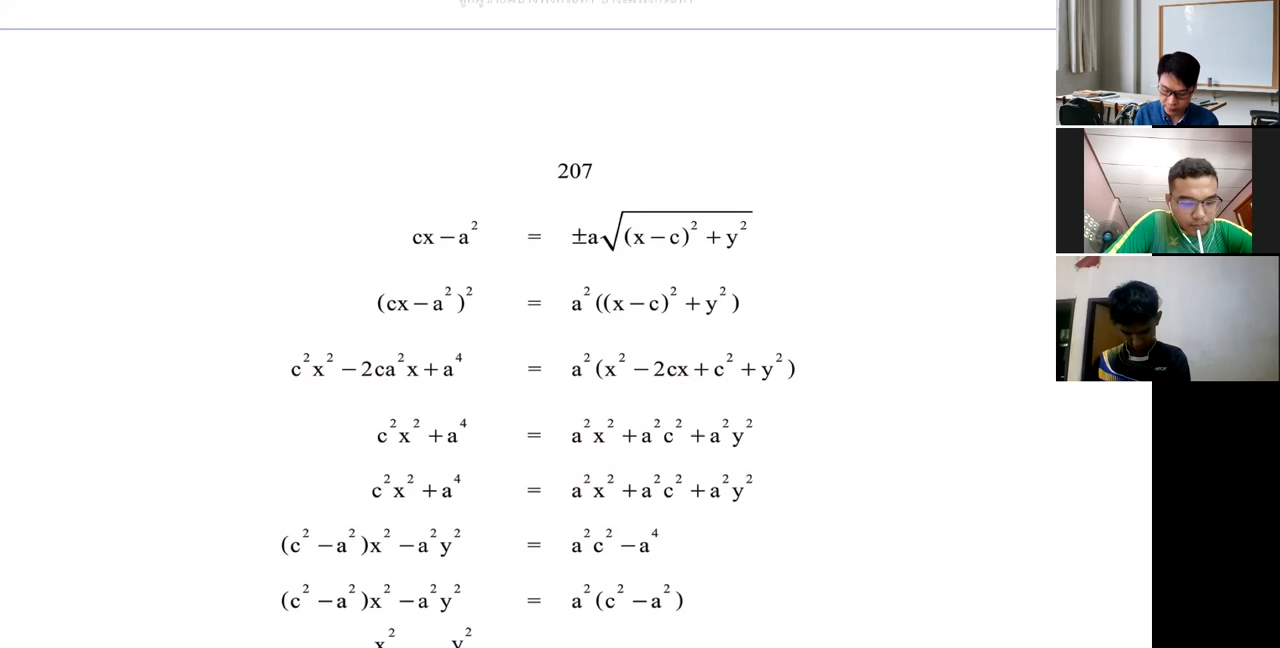 207
cx − a² = ±a√((x − c)² + y²)
(cx − a²)² = a²((x − c)² + y²)
c²x² − 2ca²x + a⁴ = a²(x² − 2cx + c² + y²)
c²x² + a⁴ = a²x² + a²c² + a²y²
c²x² + a⁴ = a²x² + a²c² + a²y²
(c² − a²)x² − a²y² = a²c² − a⁴
(c² − a²)x² − a²y² = a²(c² − a²)
x² y²